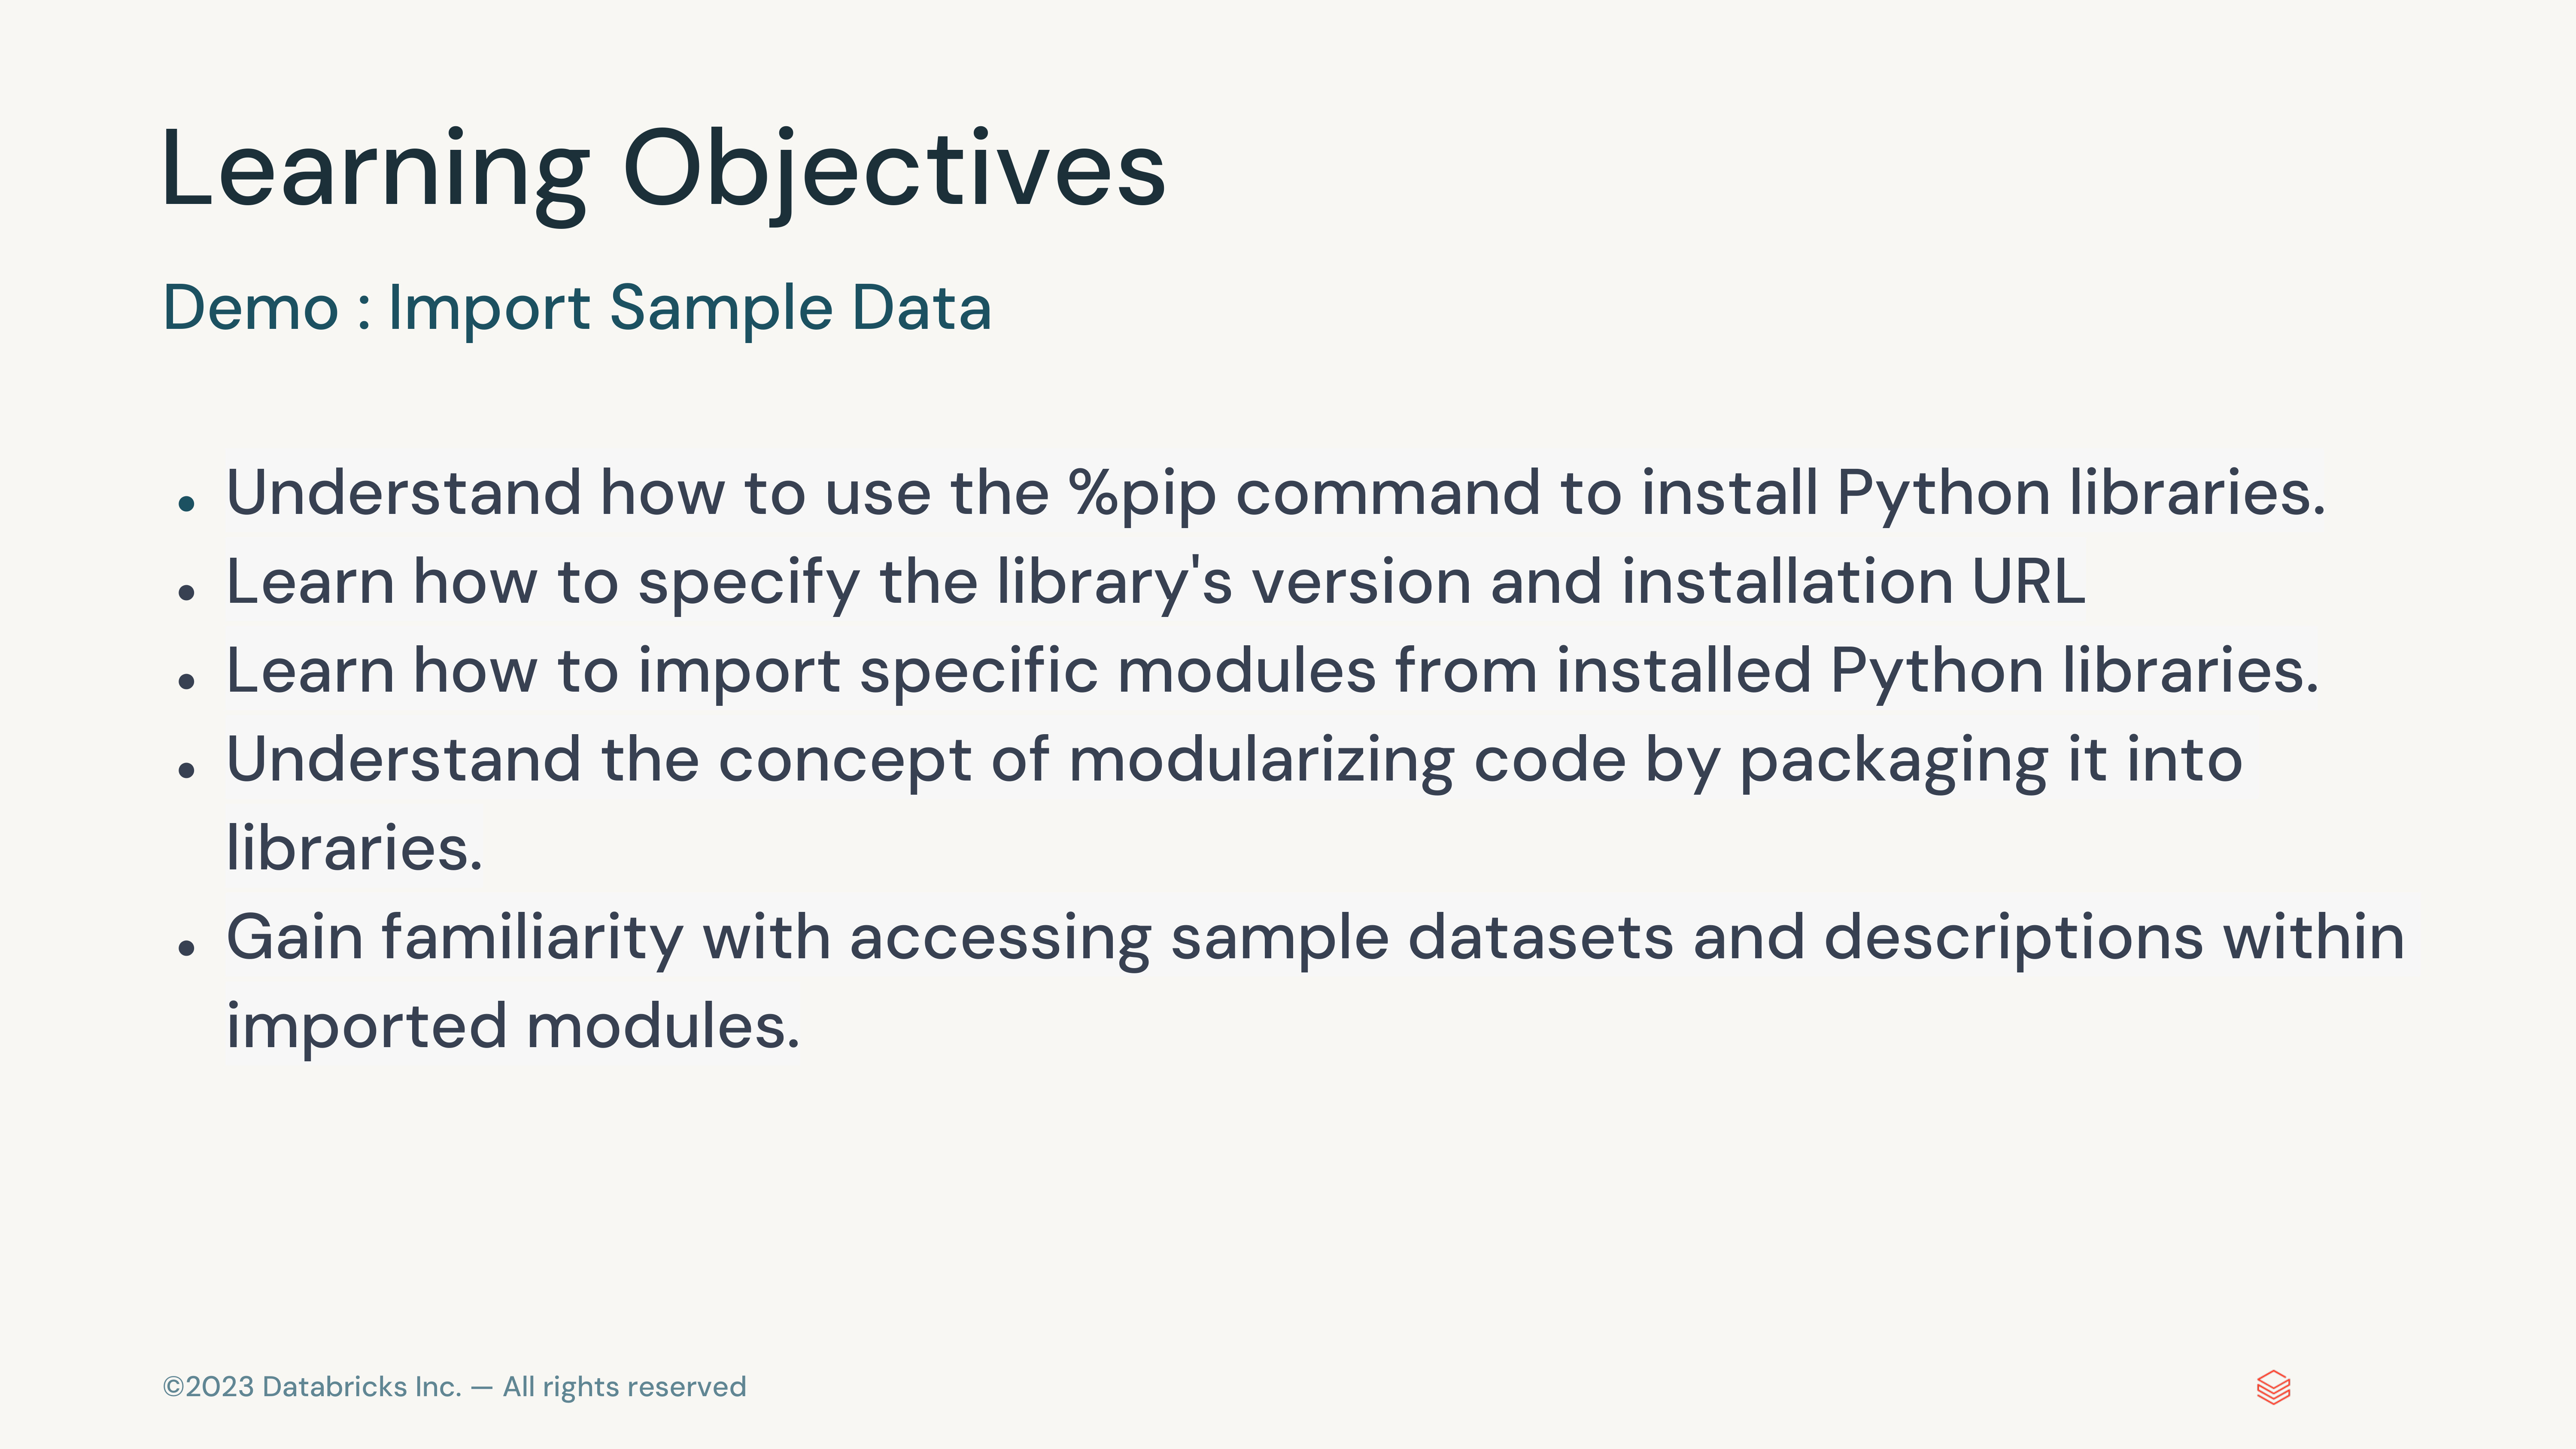 Learning Objectives
Demo : Import Sample Data
• Understand how to use the %pip command to install Python libraries.
• Learn how to specify the library's version and installation URL
• Learn how to import specific modules from installed Python libraries.
• Understand the concept of modularizing code by packaging it into
libraries.
• Gain familiarity with accessing sample datasets and descriptions within
imported modules.
©2023 Databricks Inc. — All rights reserved